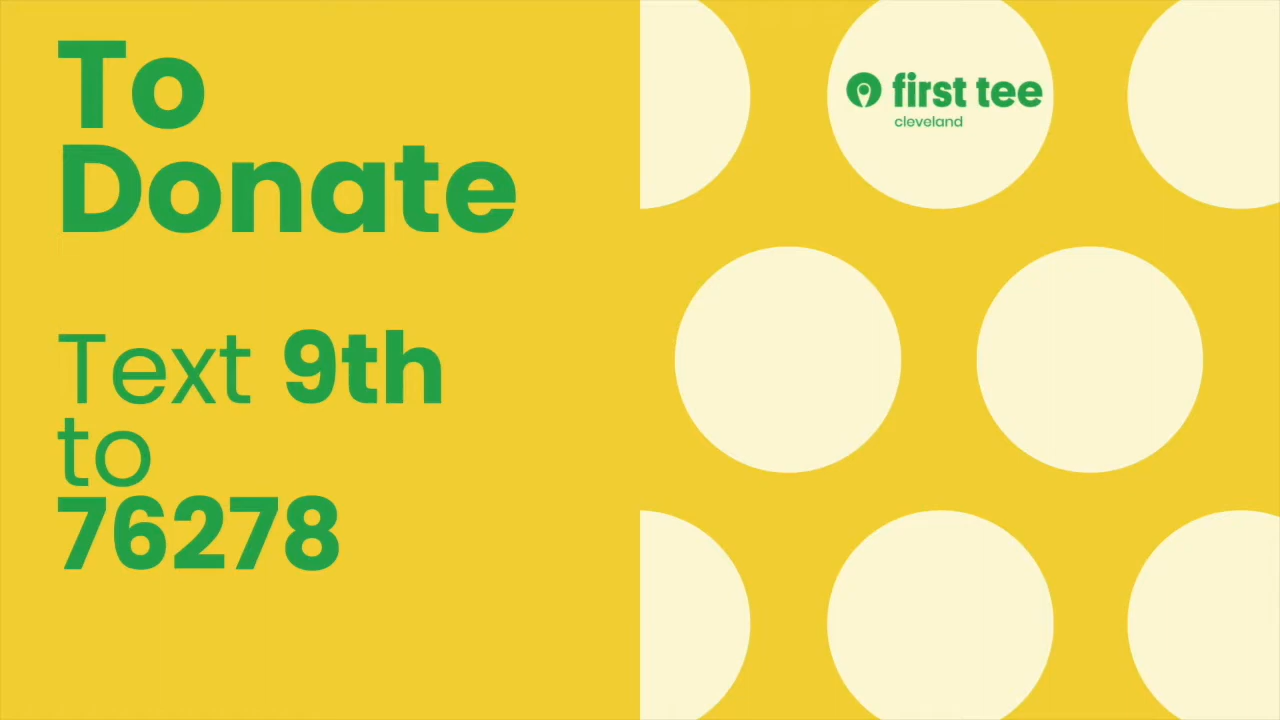 To
Donate
Text 9th
to
76278
first tee
cleveland